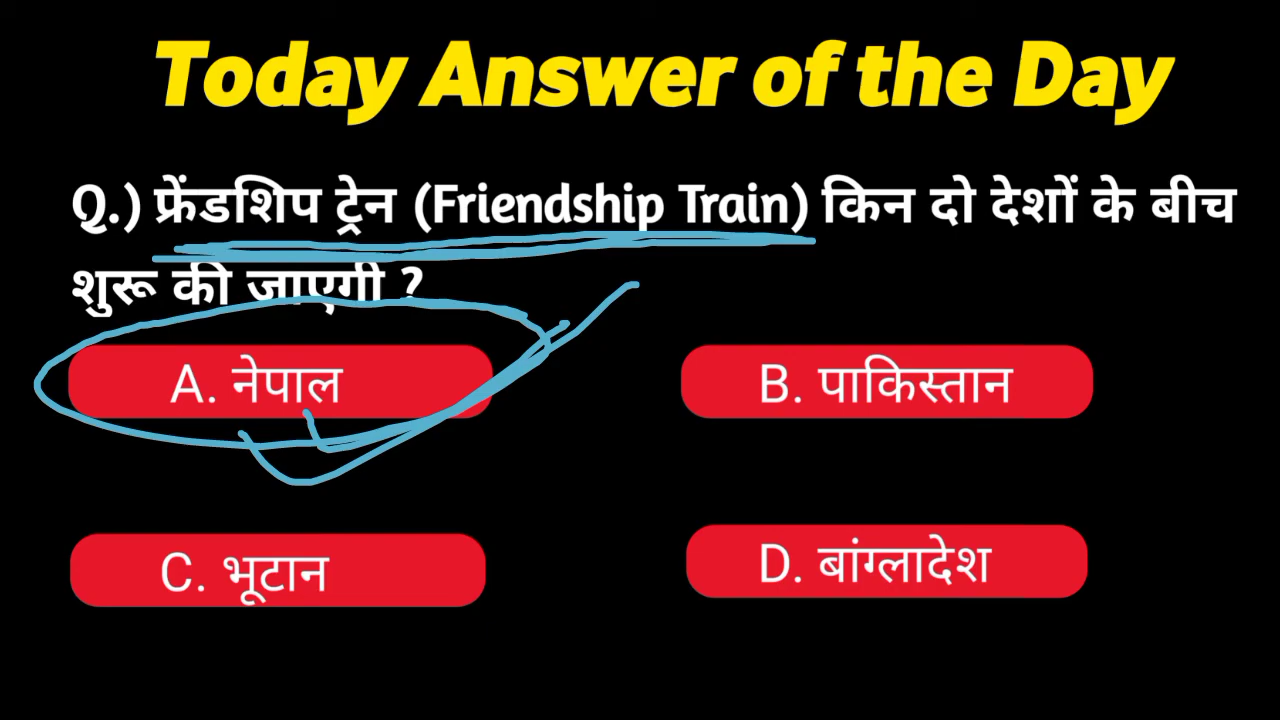 Today Answer of the Day
Q.) फ्रेंडशिप ट्रेन (Friendship Train) किन दो देशों के बीच
शुरू की जाएगी ?
A. नेपाल
B. पाकिस्तान
C. भूटान
D. बांग्लादेश